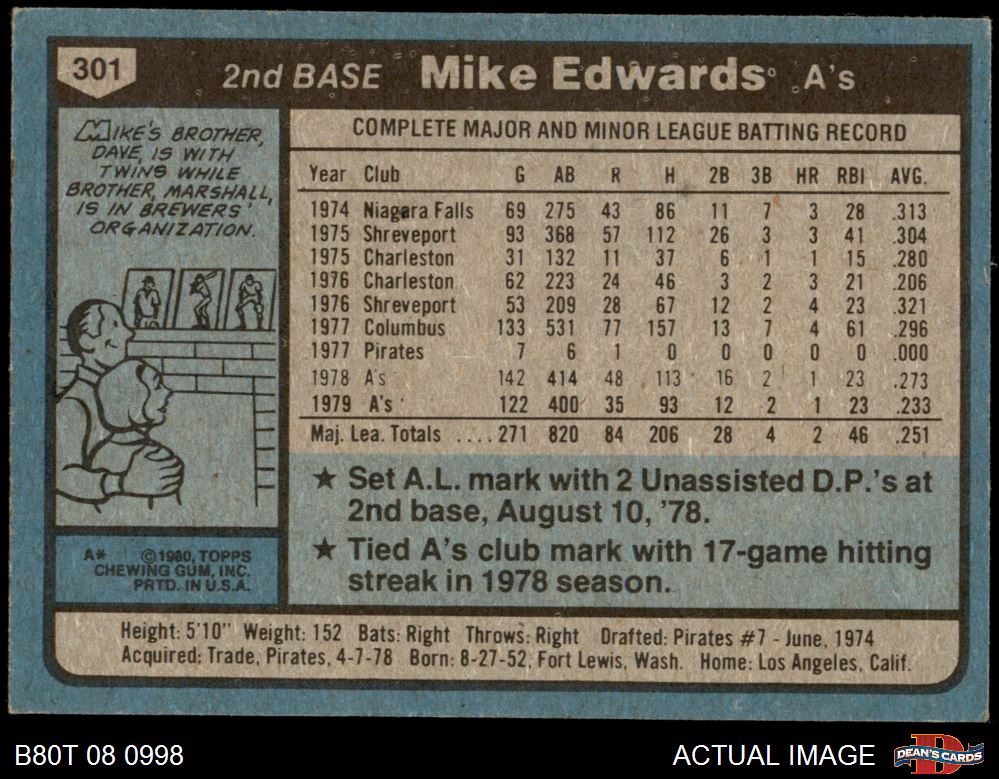 301
2nd BASE Mike Edwards A's
MIKE'S BROTHER,
DAVE, IS WITH
TWINS WHILE
BROTHER, MARSHALL,
IS IN BREWERS'
ORGANIZATION.
COMPLETE MAJOR AND MINOR LEAGUE BATTING RECORD
Year Club G AB R H 2B 3B HR RBI AVG.
1974 Niagara Falls 69 275 43 86 11 7 3 28 .313
1975 Shreveport 93 368 57 112 26 3 3 41 .304
1975 Charleston 31 132 11 37 6 1 1 15 .280
1976 Charleston 62 223 24 46 3 2 3 21 .206
1976 Shreveport 53 209 28 67 12 2 4 23 .321
1977 Columbus 133 531 77 157 13 7 4 61 .296
1977 Pirates 7 6 1 0 0 0 0 0 .000
1978 A's 142 414 48 113 16 2 1 23 .273
1979 A's 122 400 35 93 12 2 1 23 .233
Maj. Lea. Totals .... 271 820 84 206 28 4 2 46 .251
★ Set A.L. mark with 2 Unassisted D.P.'s at
2nd base, August 10, '78.
★ Tied A's club mark with 17-game hitting
streak in 1978 season.
A* ©1980, TOPPS
CHEWING GUM, INC.
PRTD. IN U.S.A.
Height: 5'10" Weight: 152 Bats: Right Throws: Right Drafted: Pirates #7 - June, 1974
Acquired: Trade, Pirates, 4-7-78 Born: 8-27-52, Fort Lewis, Wash. Home: Los Angeles, Calif.
B80T 08 0998 ACTUAL IMAGE DEAN'S CARDS